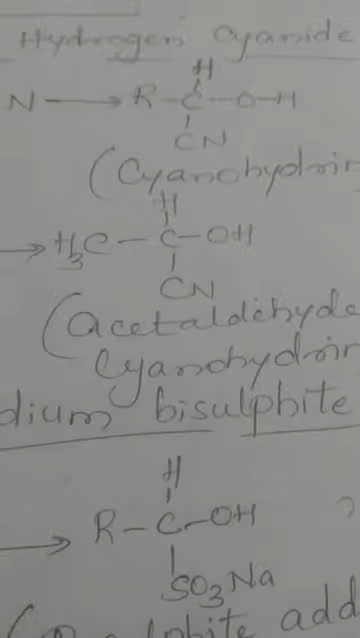 Hydrogen Cyanide
H
N → R-C-O-H
CN
(Cyanohydrin
H
→ H3C-C-OH
CN
(acetaldehyde
Cyanohydrin
dium bisulphite
H
→ R-C-OH
SO3Na
add